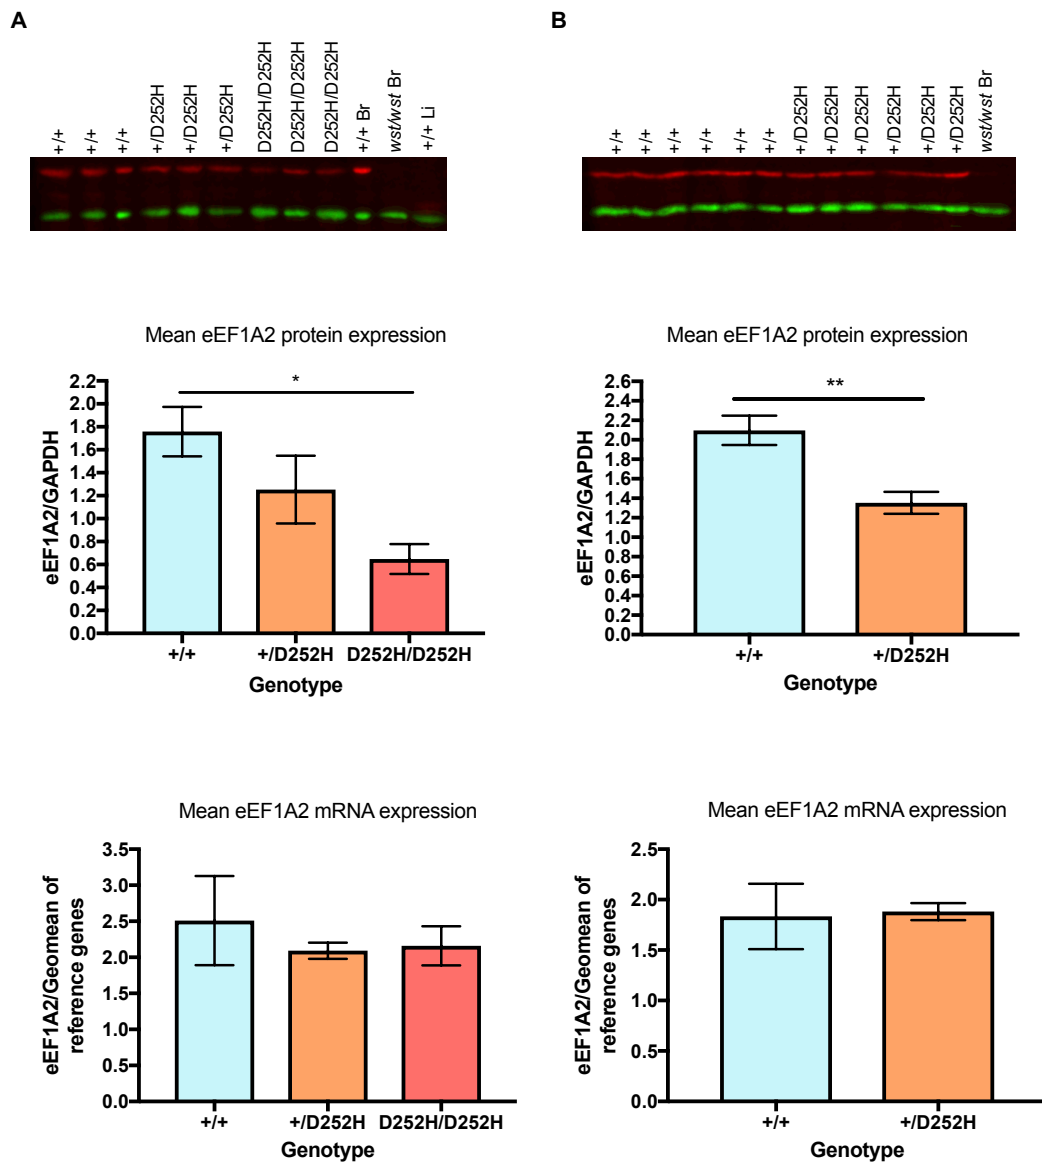 A
+/+
+/+
+/+
+/D252H
+/D252H
+/D252H
D252H/D252H
D252H/D252H
D252H/D252H
+/+ Br
wst/wst Br
+/+ Li
Mean eEF1A2 protein expression
eEF1A2/GAPDH
2.2
2.0
1.8
1.6
1.4
1.2
1.0
0.8
0.6
0.4
0.2
0.0
*
+/+
+/D252H
D252H/D252H
Genotype
Mean eEF1A2 mRNA expression
eEF1A2/Geomean of
reference genes
3.5
3.0
2.5
2.0
1.5
1.0
0.5
0.0
+/+
+/D252H
D252H/D252H
Genotype
B
+/+
+/+
+/+
+/+
+/+
+/+
+/D252H
+/D252H
+/D252H
+/D252H
+/D252H
+/D252H
wst/wst Br
Mean eEF1A2 protein expression
eEF1A2/GAPDH
2.6
2.4
2.2
2.0
1.8
1.6
1.4
1.2
1.0
0.8
0.6
0.4
0.2
0.0
**
+/+
+/D252H
Genotype
Mean eEF1A2 mRNA expression
eEF1A2/Geomean of
reference genes
2.5
2.0
1.5
1.0
0.5
0.0
+/+
+/D252H
Genotype